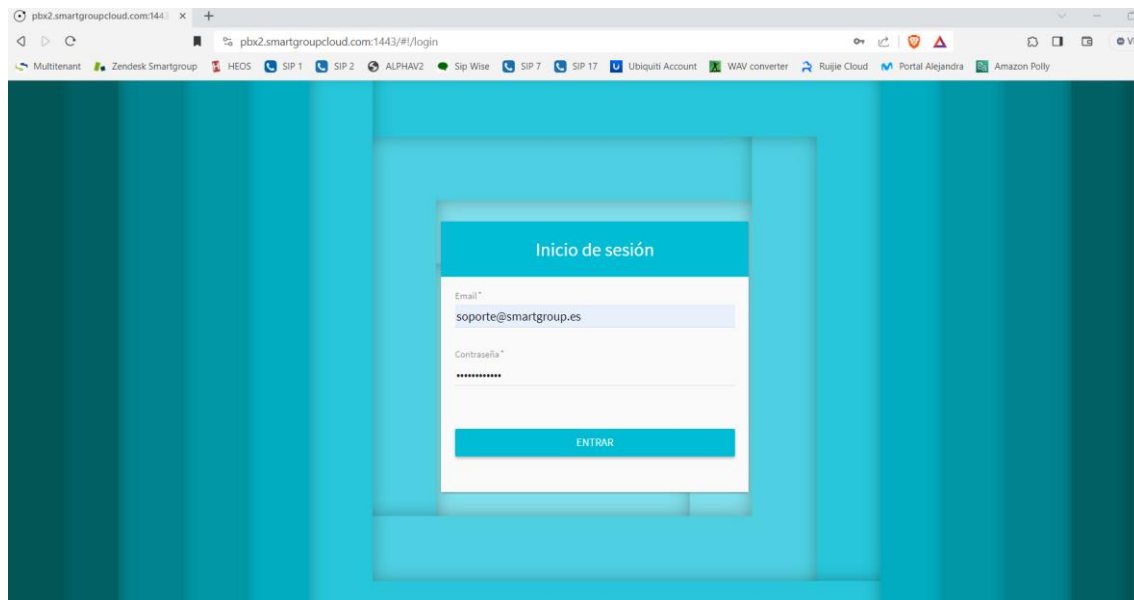 pbx2.smartgroupcloud.com:144
pbx2.smartgroupcloud.com:1443/#!/login
Multitenant Zendesk Smartgroup HEOS SIP 1 SIP 2 ALPHAV2 Sip Wise SIP 7 SIP 17 Ubiquiti Account WAV converter Ruijie Cloud Portal Alejandra Amazon Polly
Inicio de sesión
Email*
soporte@smartgroup.es
Contraseña*
••••••••••••
ENTRAR